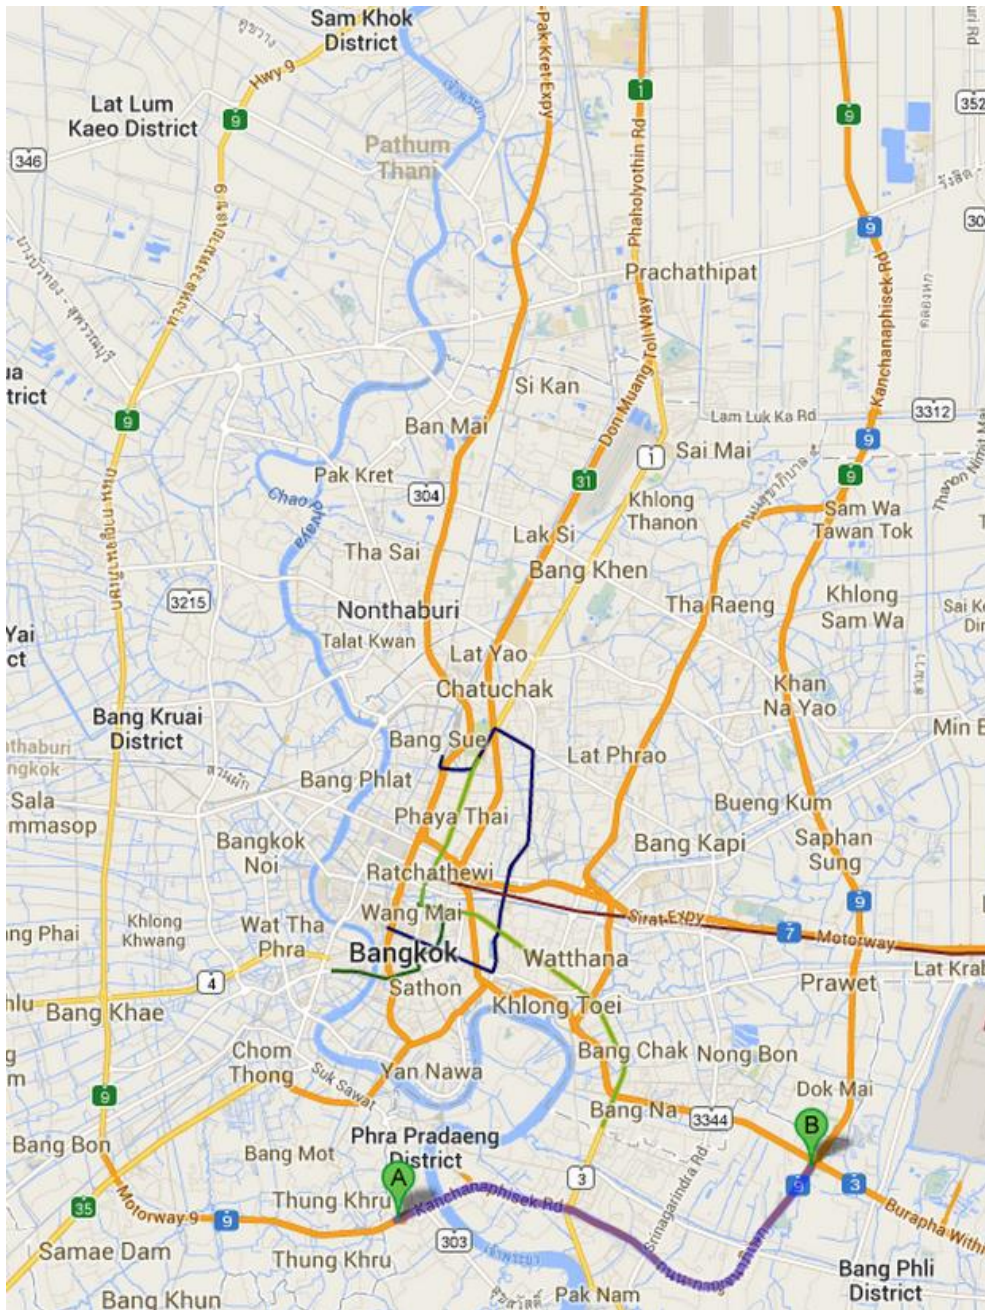 Sam Khok
District
Pak Kret Expy
Hwy 9
Lat Lum
Kaeo District
9
1
9
352
346
Pathum
Thani
Phaholyothin Rd
9
Prachathipat
Kanchanaphisek Rd
Don Muang Toll Way
Si Kan
Ban Mai
Lam Luk Ka Rd
3312
9
9
1
Sai Mai
Pak Kret
304
31
9
Chao Phraya
Khlong
Thanon
Sam Wa
Tawan Tok
Lak Si
Tha Sai
Bang Khen
3215
Nonthaburi
Tha Raeng
Khlong
Sam Wa
Talat Kwan
Lat Yao
Chatuchak
Khan
Na Yao
Bang Kruai
District
Bang Sue
Lat Phrao
Bang Phlat
Bueng Kum
Phaya Thai
Saphan
Sung
Bangkok
Noi
Bang Kapi
Ratchathewi
9
Wang Mai
Sirat Expy
7
Motorway
Khlong
Khwang
Wat Tha
Phra
Bangkok
Watthana
4
Sathon
Prawet
Bang Khae
Khlong Toei
Chom
Thong
Suk Sawat
Yan Nawa
Bang Chak
Nong Bon
Dok Mai
9
Bang Na
3344
B
Bang Bon
Phra Pradaeng
District
Bang Mot
A
3
Srinagarindra Rd
9
3
Thung Khru
Kanchanaphisek Rd
35
Motorway 9
9
303
Samae Dam
Thung Khru
Bang Phli
District
Bang Khun
Pak Nam